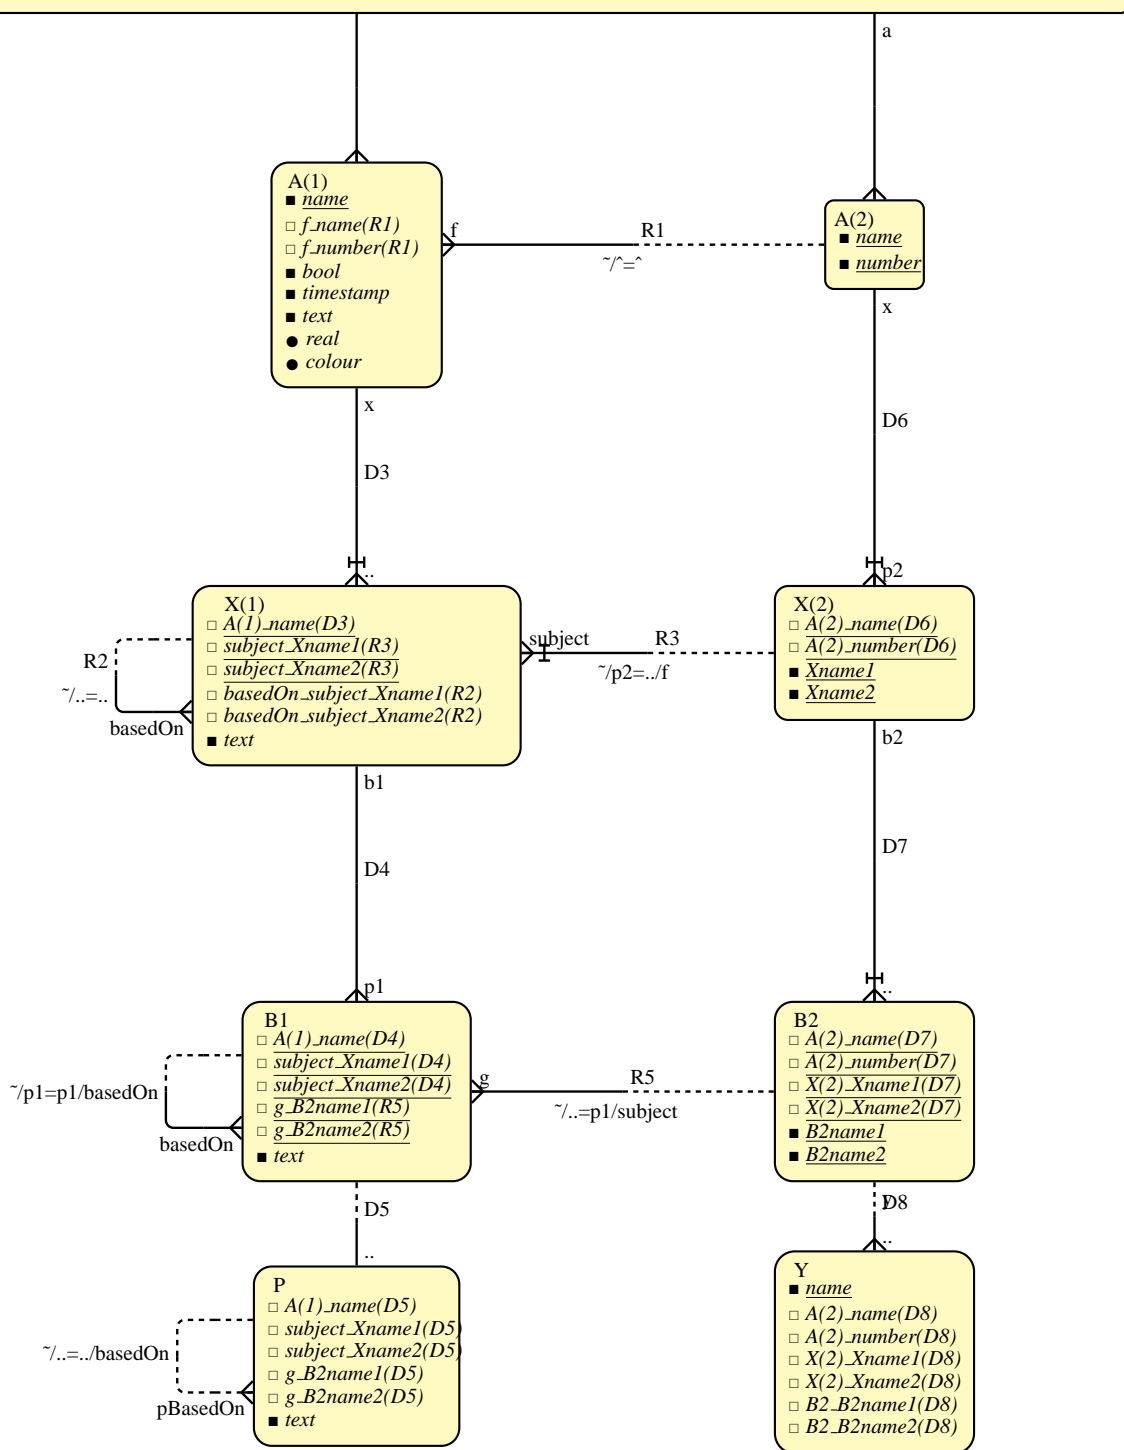 a
A(1)
name
f_name(R1)
f_number(R1)
bool
timestamp
text
real
colour
f
R1
~/^=^
A(2)
name
number
x
D3
..
x
D6
p2
X(1)
A(1)_name(D3)
subject_Xname1(R3)
subject_Xname2(R3)
basedOn_subject_Xname1(R2)
basedOn_subject_Xname2(R2)
text
R2
~/..=..
basedOn
subject
R3
~/p2=../f
X(2)
A(2)_name(D6)
A(2)_number(D6)
Xname1
Xname2
b1
D4
p1
b2
D7
..
B1
A(1)_name(D4)
subject_Xname1(D4)
subject_Xname2(D4)
g_B2name1(R5)
g_B2name2(R5)
text
~/p1=p1/basedOn
basedOn
g
R5
~/..=p1/subject
B2
A(2)_name(D7)
A(2)_number(D7)
X(2)_Xname1(D7)
X(2)_Xname2(D7)
B2name1
B2name2
D5
..
D8
..
P
A(1)_name(D5)
subject_Xname1(D5)
subject_Xname2(D5)
g_B2name1(D5)
g_B2name2(D5)
text
~/..=../basedOn
pBasedOn
Y
name
A(2)_name(D8)
A(2)_number(D8)
X(2)_Xname1(D8)
X(2)_Xname2(D8)
B2_B2name1(D8)
B2_B2name2(D8)